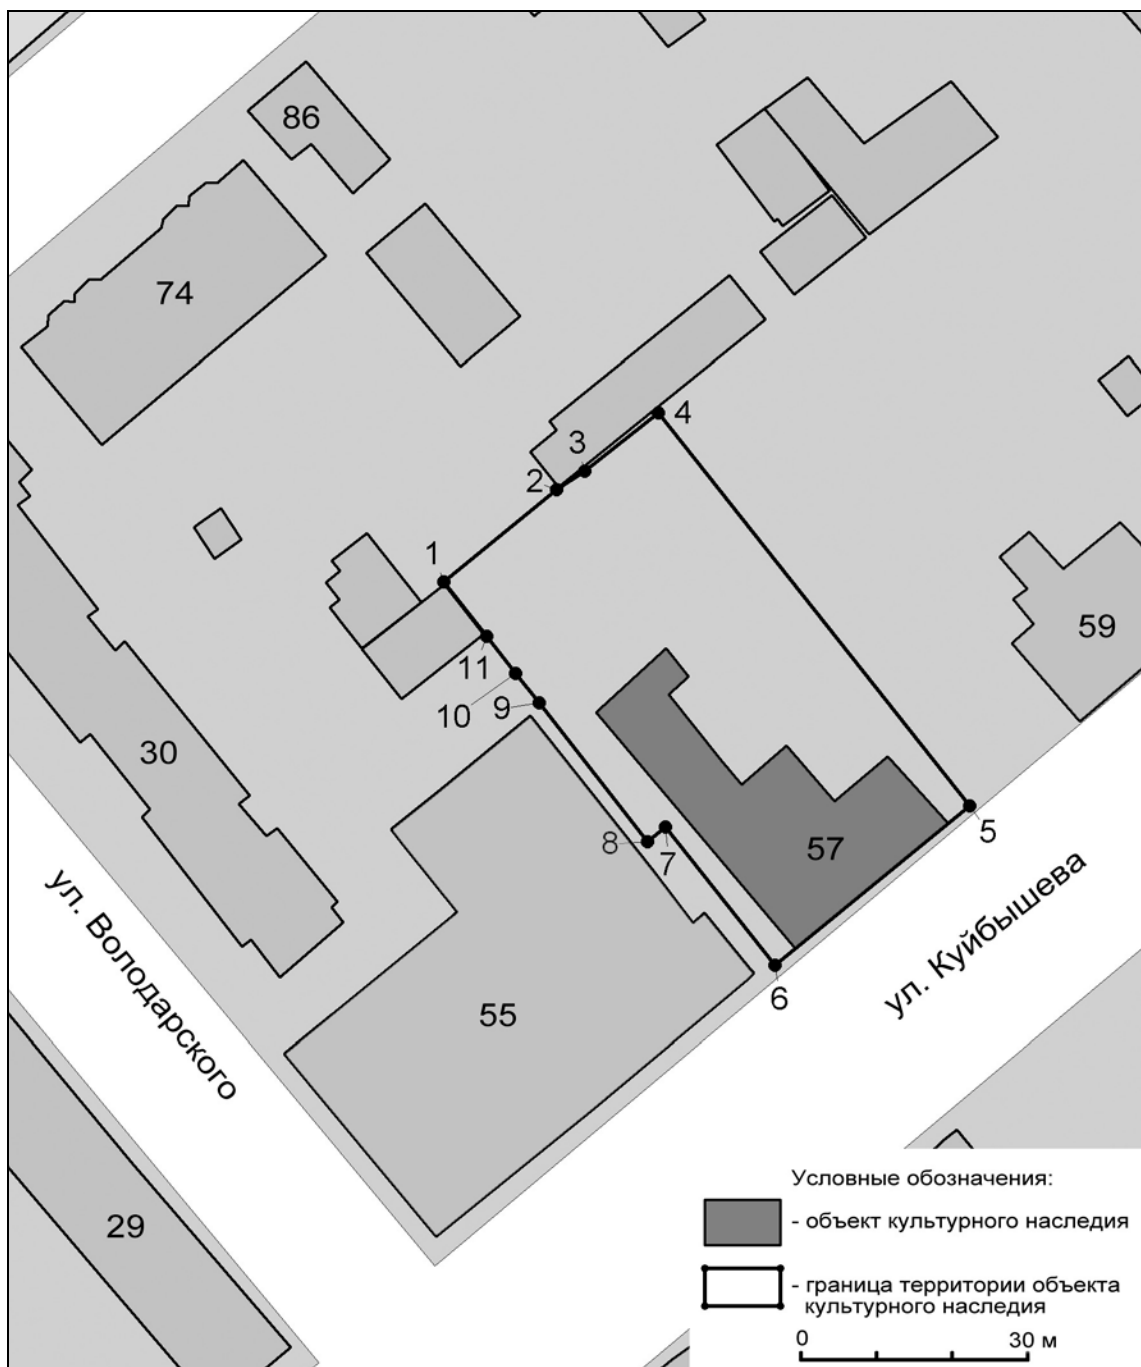 86
74
4
3
2
1
59
11
10
9
30
5
8
7
57
ул. Володарского
ул. Куйбышева
6
55
29
Условные обозначения:
- объект культурного наследия
- граница территории объекта
культурного наследия
0 30 м